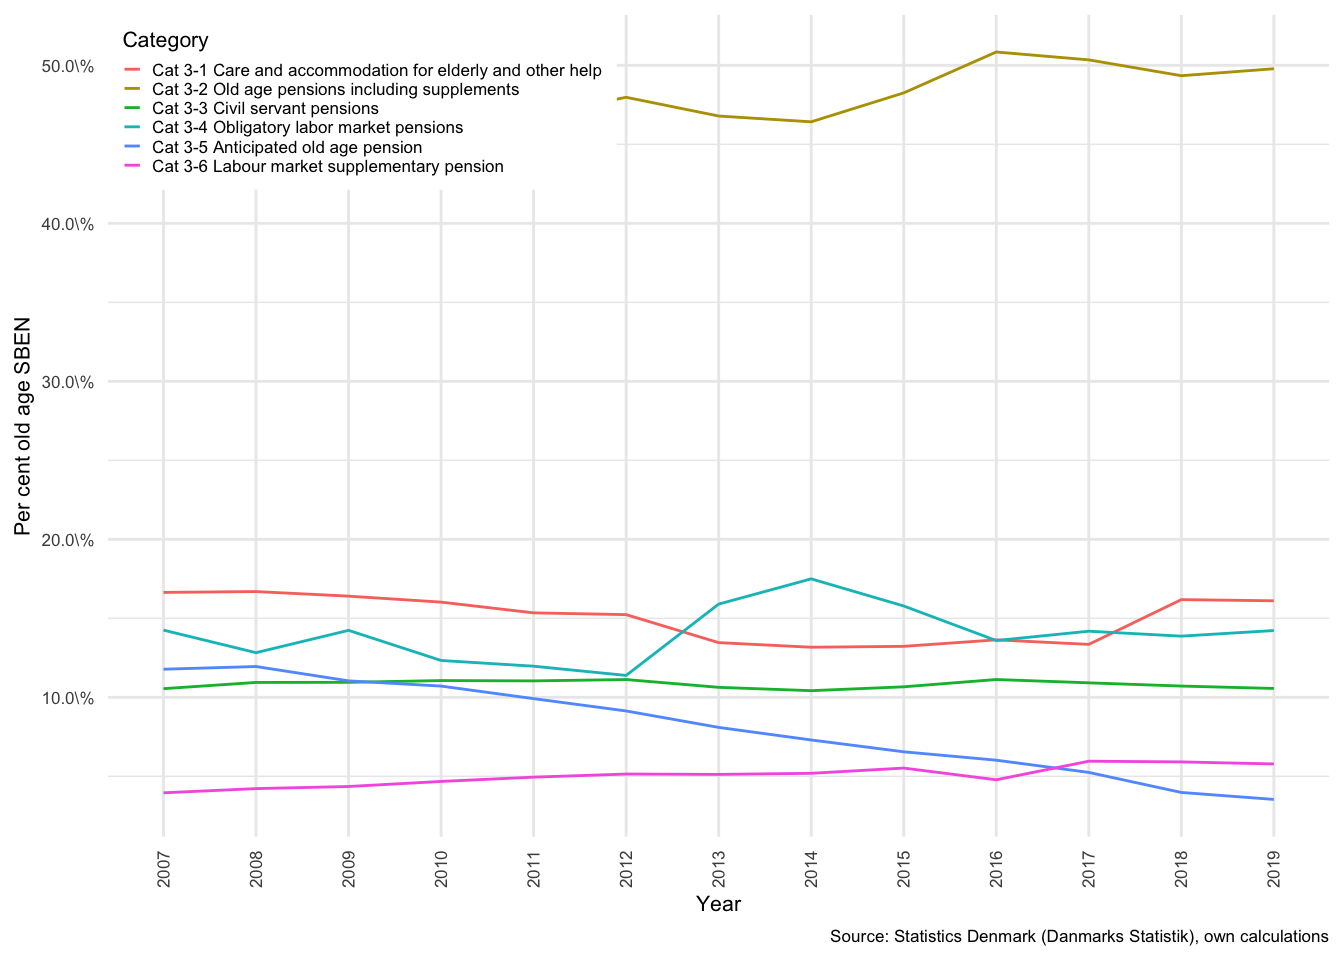 Category
Cat 3-1 Care and accommodation for elderly and other help
Cat 3-2 Old age pensions including supplements
Cat 3-3 Civil servant pensions
Cat 3-4 Obligatory labor market pensions
Cat 3-5 Anticipated old age pension
Cat 3-6 Labour market supplementary pension
50.0\%
40.0\%
30.0\%
20.0\%
10.0\%
Per cent old age SBEN
2007
2008
2009
2010
2011
2012
2013
2014
2015
2016
2017
2018
2019
Year
Source: Statistics Denmark (Danmarks Statistik), own calculations